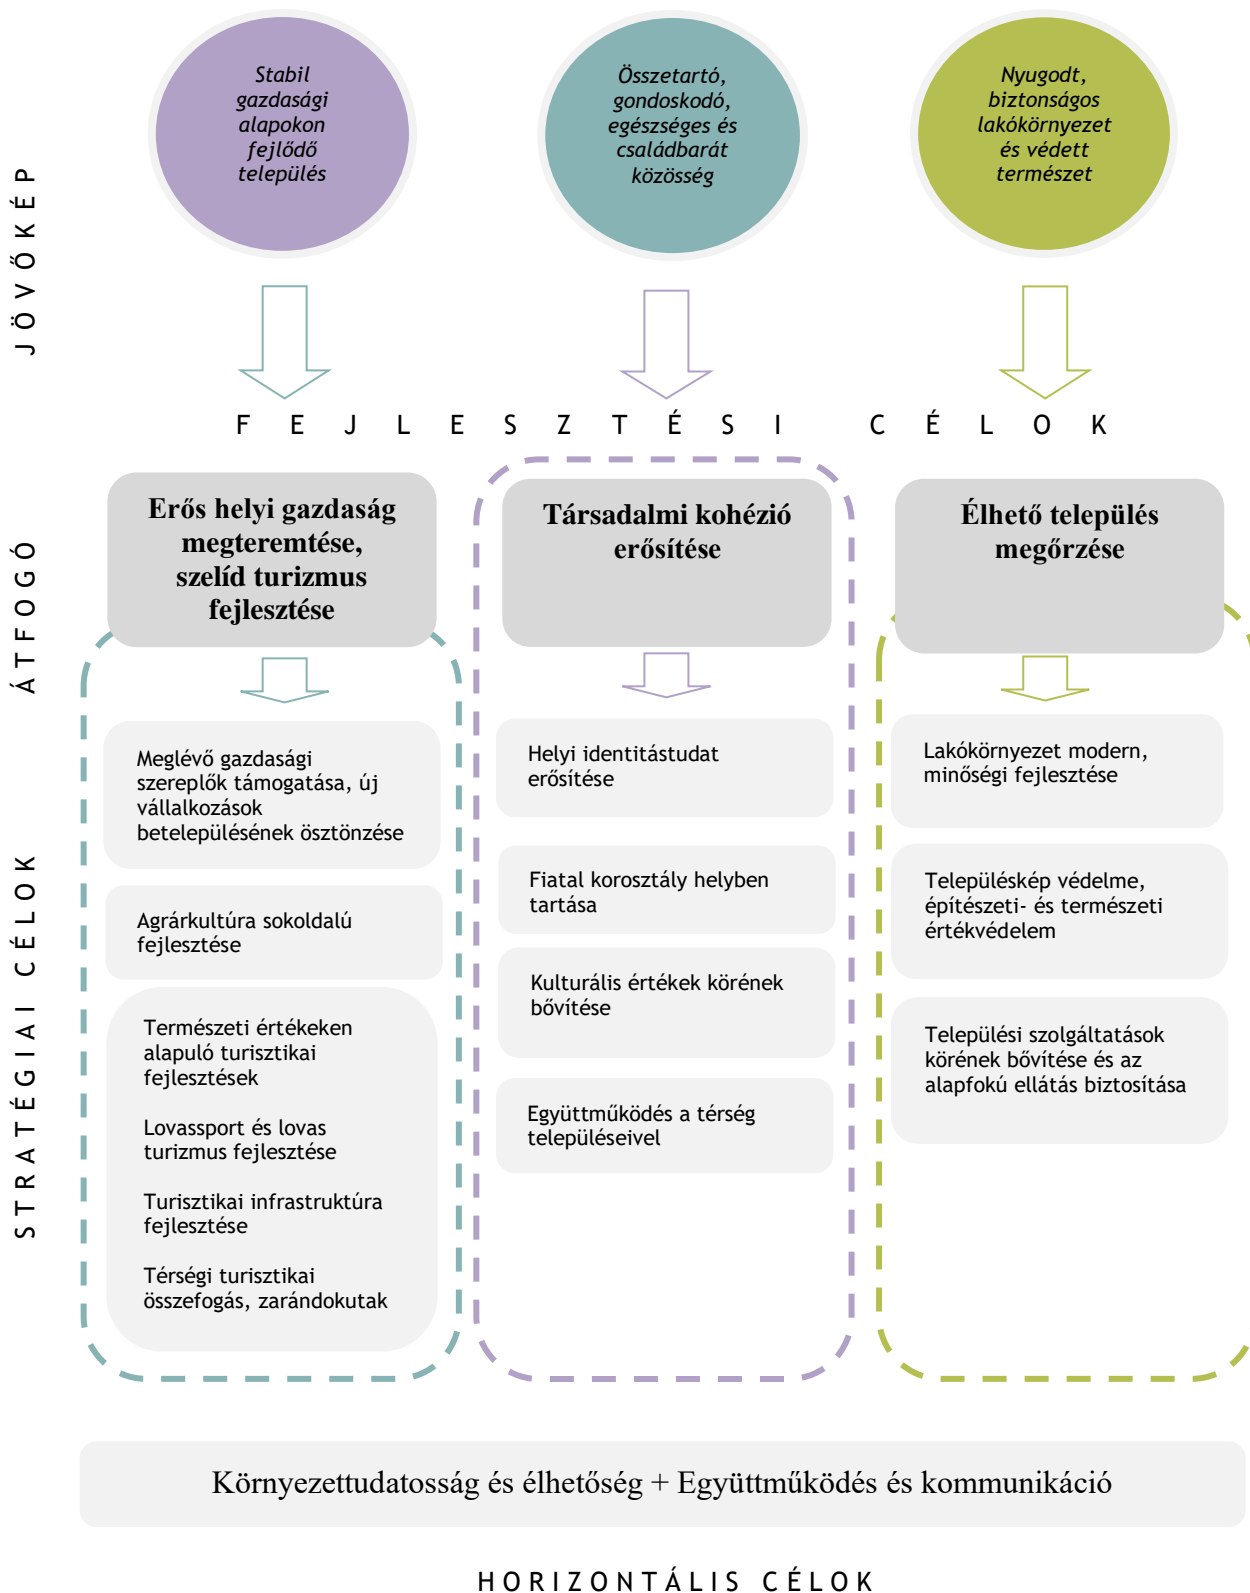 JÖVŐKÉP
Stabil
gazdasági
alapokon
fejlődő
település
Összetartó,
gondoskodó,
egészséges és
családbarát
közösség
Nyugodt,
biztonságos
lakókörnyezet
és védett
természet
FEJLESZTÉSI CÉLOK
ÁTFOGÓ
Erős helyi gazdaság
megteremtése,
szelíd turizmus
fejlesztése
Társadalmi kohézió
erősítése
Élhető település
megőrzése
STRATÉGIAI CÉLOK
Meglévő gazdasági
szereplők támogatása, új
vállalkozások
betelepülésének ösztönzése
Agrárkultúra sokoldalú
fejlesztése
Természeti értékeken
alapuló turisztikai
fejlesztések
Lovassport és lovas
turizmus fejlesztése
Turisztikai infrastruktúra
fejlesztése
Térségi turisztikai
összefogás, zarándokutak
Helyi identitástudat
erősítése
Fiatal korosztály helyben
tartása
Kulturális értékek körének
bővítése
Együttműködés a térség
településeivel
Lakókörnyezet modern,
minőségi fejlesztése
Településkép védelme,
építészeti- és természeti
értékvédelem
Települési szolgáltatások
körének bővítése és az
alapfokú ellátás biztosítása
Környezettudatosság és élhetőség + Együttműködés és kommunikáció
HORIZONTÁLIS CÉLOK